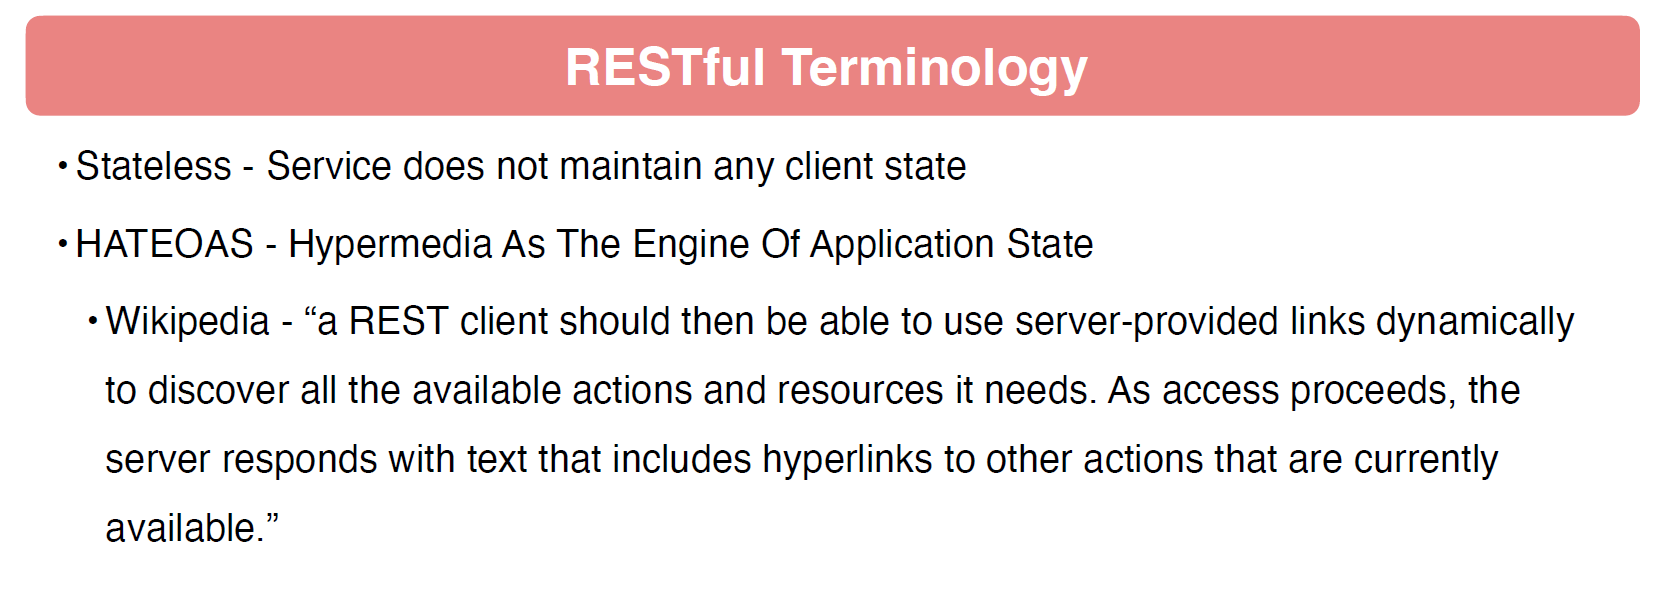 RESTful Terminology
• Stateless - Service does not maintain any client state
• HATEOAS - Hypermedia As The Engine Of Application State
• Wikipedia - “a REST client should then be able to use server-provided links dynamically
to discover all the available actions and resources it needs. As access proceeds, the
server responds with text that includes hyperlinks to other actions that are currently
available.”